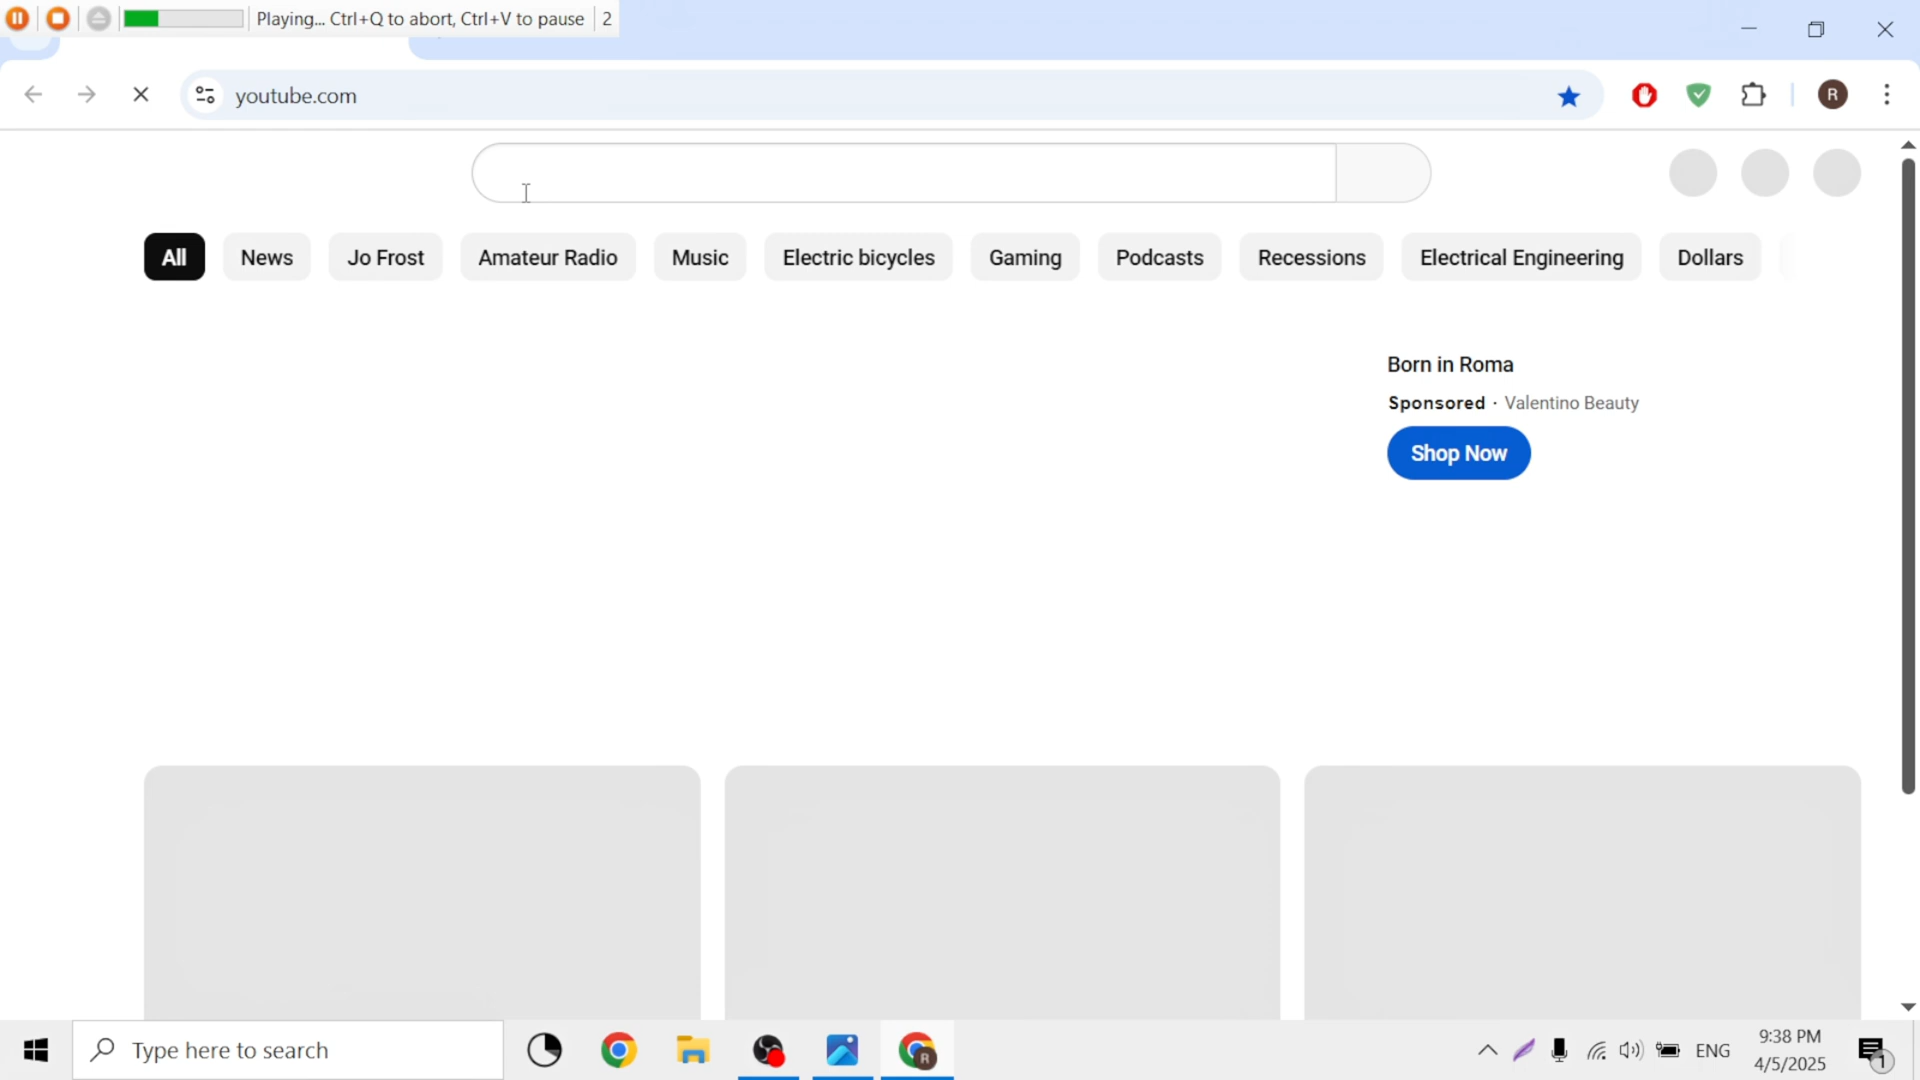 Playing... Ctrl+Q to abort, Ctrl+V to pause 2
youtube.com
R
All News Jo Frost Amateur Radio Music Electric bicycles Gaming Podcasts Recessions Electrical Engineering Dollars
Born in Roma
Sponsored · Valentino Beauty
Shop Now
Type here to search
R
ENG
9:38 PM
4/5/2025
1